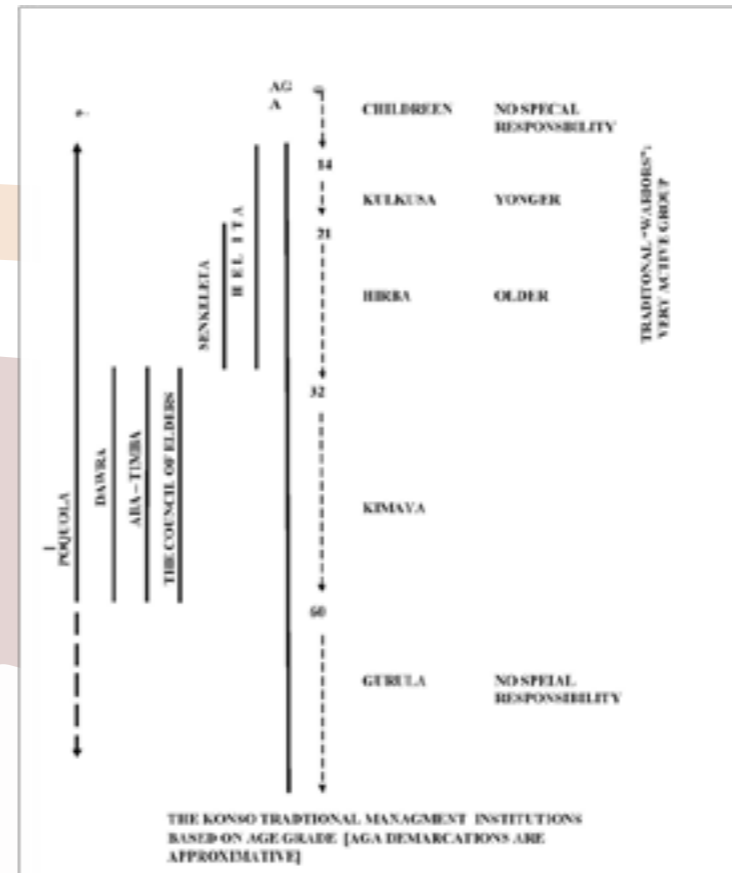 AG
A
CHILDREEN NO SPECAL
RESPONSBILITY
14
KULKUSA YONGER
21
HIRBA OLDER
TRADITONAL "WARIORS":
VERY ACTIVE GROUP
HELITA
SENKELETA
32
DAWRA
ABA – TIMBA
THE COUNCIL OF ELDERS
POQUOLA
KIMAYA
60
GURULA NO SPEIAL
RESPONSIBILITY
THE KONSO TRADTIONAL MANAGMENT INSTITUTIONS
BASED ON AGE GRADE [AGA DEMARCATIONS ARE
APPROXIMATIVE]